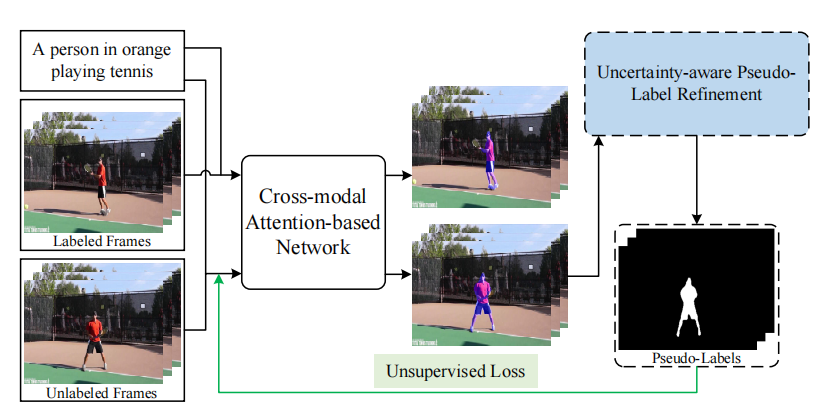 A person in orange
playing tennis
Labeled Frames
Unlabeled Frames
Cross-modal
Attention-based
Network
Uncertainty-aware Pseudo-
Label Refinement
Pseudo-Labels
Unsupervised Loss